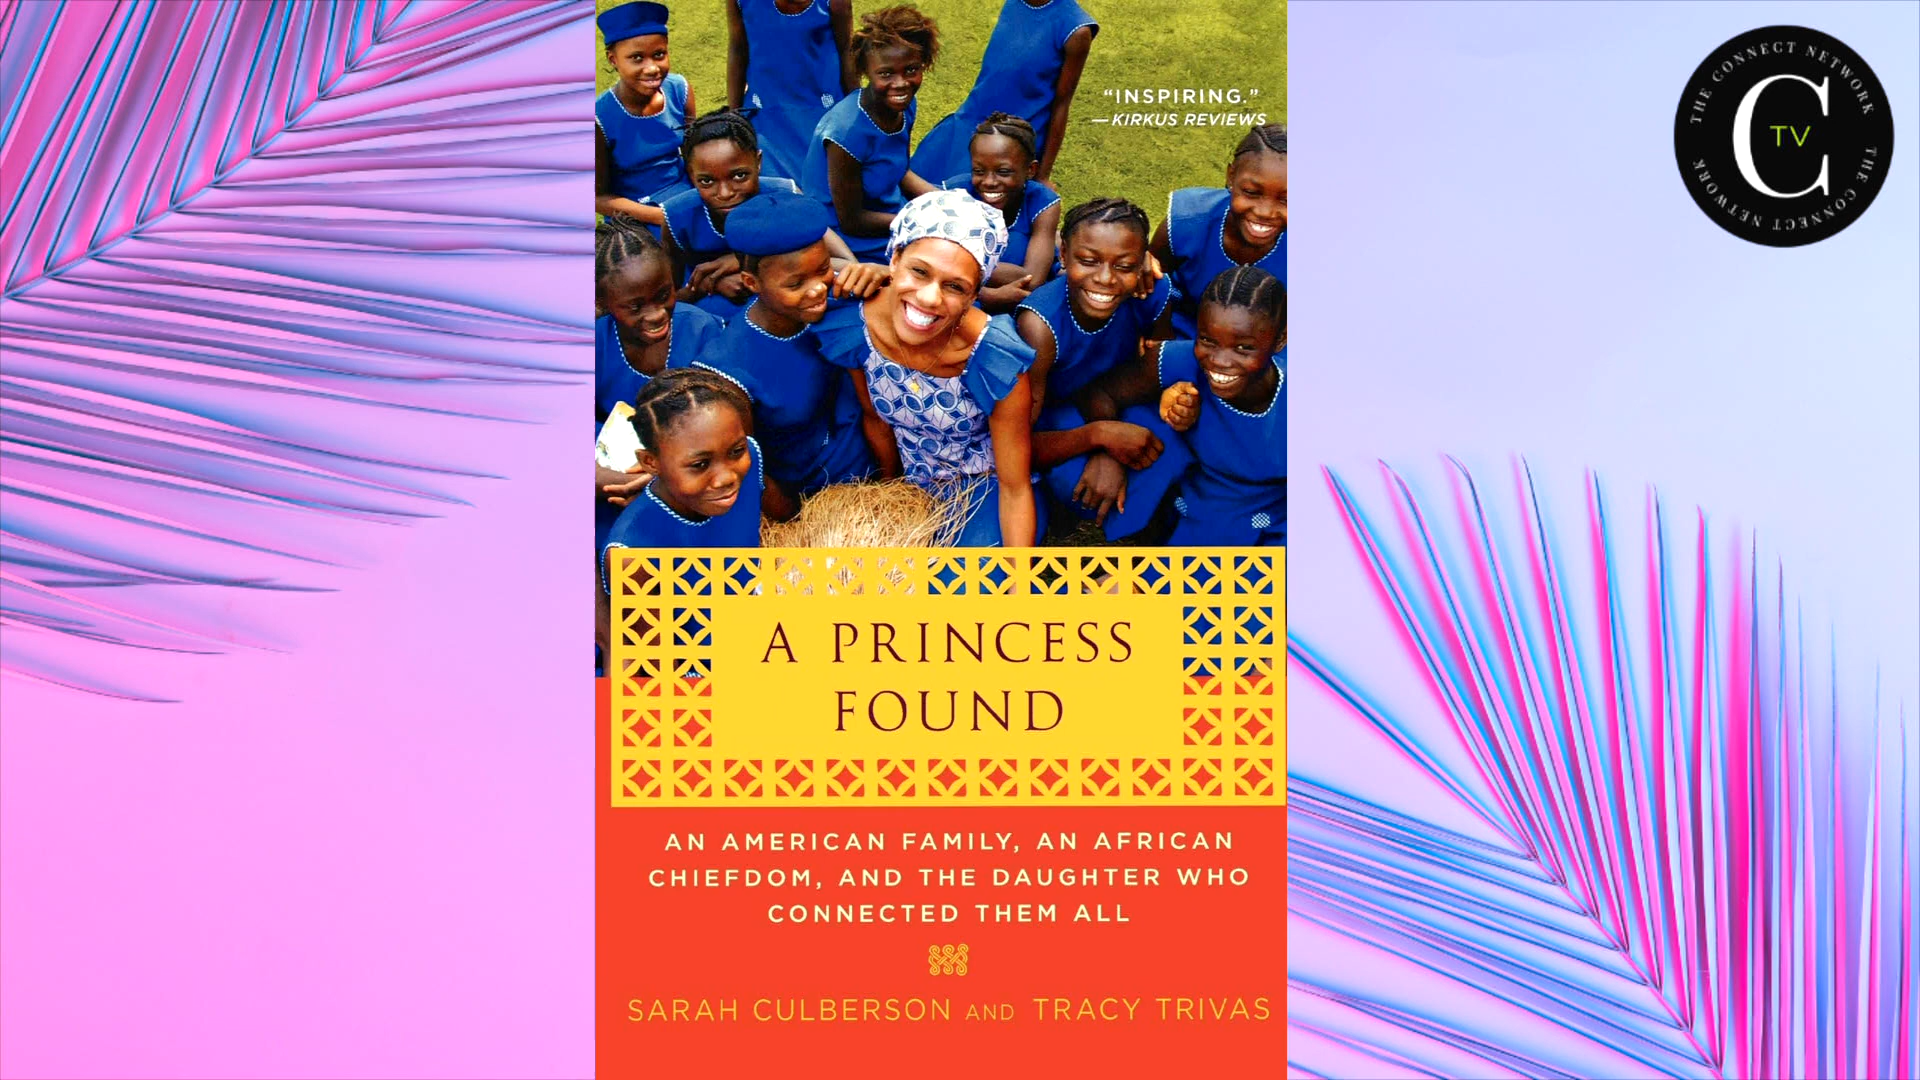 “INSPIRING.”
—KIRKUS REVIEWS
THE CONNECT NETWORK
C
TV
THE CONNECT NETWORK
A PRINCESS
FOUND
AN AMERICAN FAMILY, AN AFRICAN
CHIEFDOM, AND THE DAUGHTER WHO
CONNECTED THEM ALL
SARAH CULBERSON AND TRACY TRIVAS